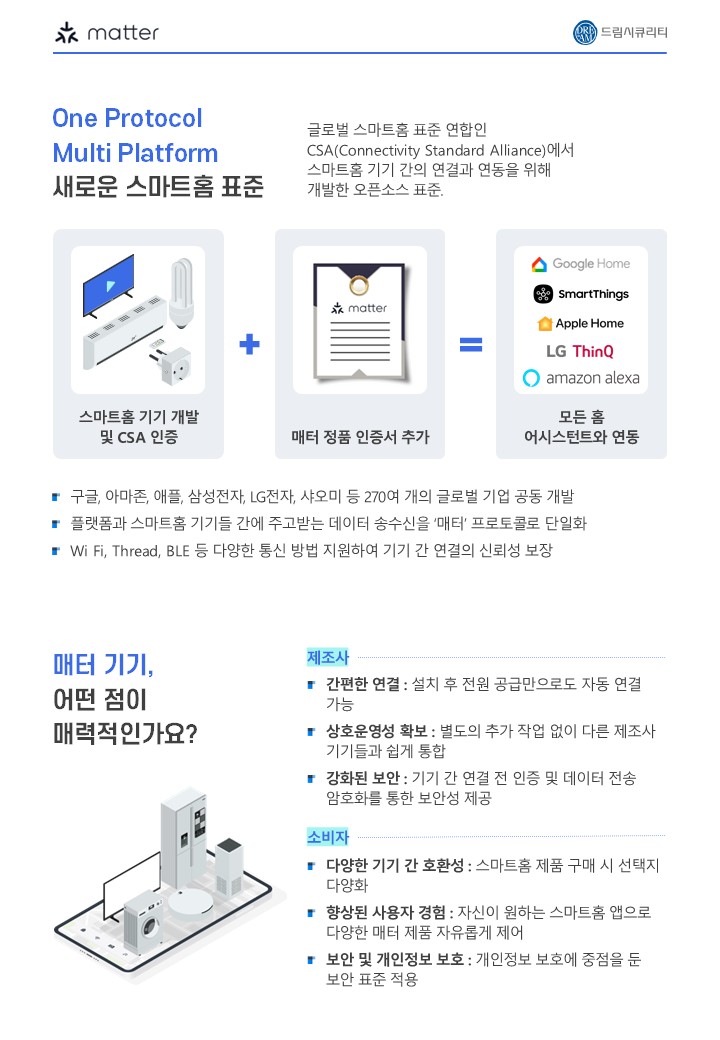 matter
드림시큐리티
One Protocol
Multi Platform
새로운 스마트홈 표준
글로벌 스마트홈 표준 연합인
CSA(Connectivity Standard Alliance)에서
스마트홈 기기 간의 연결과 연동을 위해
개발한 오픈소스 표준.
matter
Google Home
SmartThings
Apple Home
LG ThinQ
amazon alexa
+
=
스마트홈 기기 개발
및 CSA 인증
매터 정품 인증서 추가
모든 홈
어시스턴트와 연동
구글, 아마존, 애플, 삼성전자, LG전자, 샤오미 등 270여 개의 글로벌 기업 공동 개발
플랫폼과 스마트홈 기기들 간에 주고받는 데이터 송수신을 '매터' 프로토콜로 단일화
Wi Fi, Thread, BLE 등 다양한 통신 방법 지원하여 기기 간 연결의 신뢰성 보장
매터 기기,
어떤 점이
매력적인가요?
제조사
간편한 연결 : 설치 후 전원 공급만으로도 자동 연결
가능
상호운영성 확보 : 별도의 추가 작업 없이 다른 제조사
기기들과 쉽게 통합
강화된 보안 : 기기 간 연결 전 인증 및 데이터 전송
암호화를 통한 보안성 제공
소비자
다양한 기기 간 호환성 : 스마트홈 제품 구매 시 선택지
다양화
향상된 사용자 경험 : 자신이 원하는 스마트홈 앱으로
다양한 매터 제품 자유롭게 제어
보안 및 개인정보 보호 : 개인정보 보호에 중점을 둔
보안 표준 적용